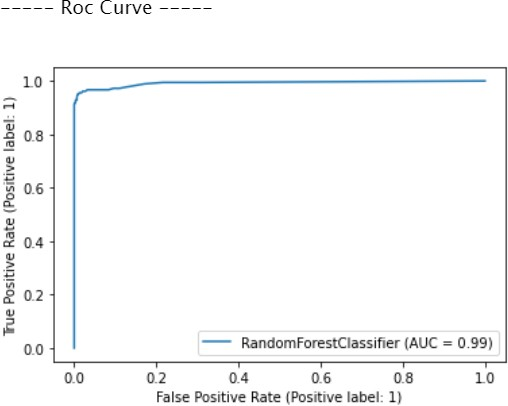 ----- Roc Curve -----
True Positive Rate (Positive label: 1)
1.0
0.8
0.6
0.4
0.2
0.0
RandomForestClassifier (AUC = 0.99)
0.0 0.2 0.4 0.6 0.8 1.0
False Positive Rate (Positive label: 1)